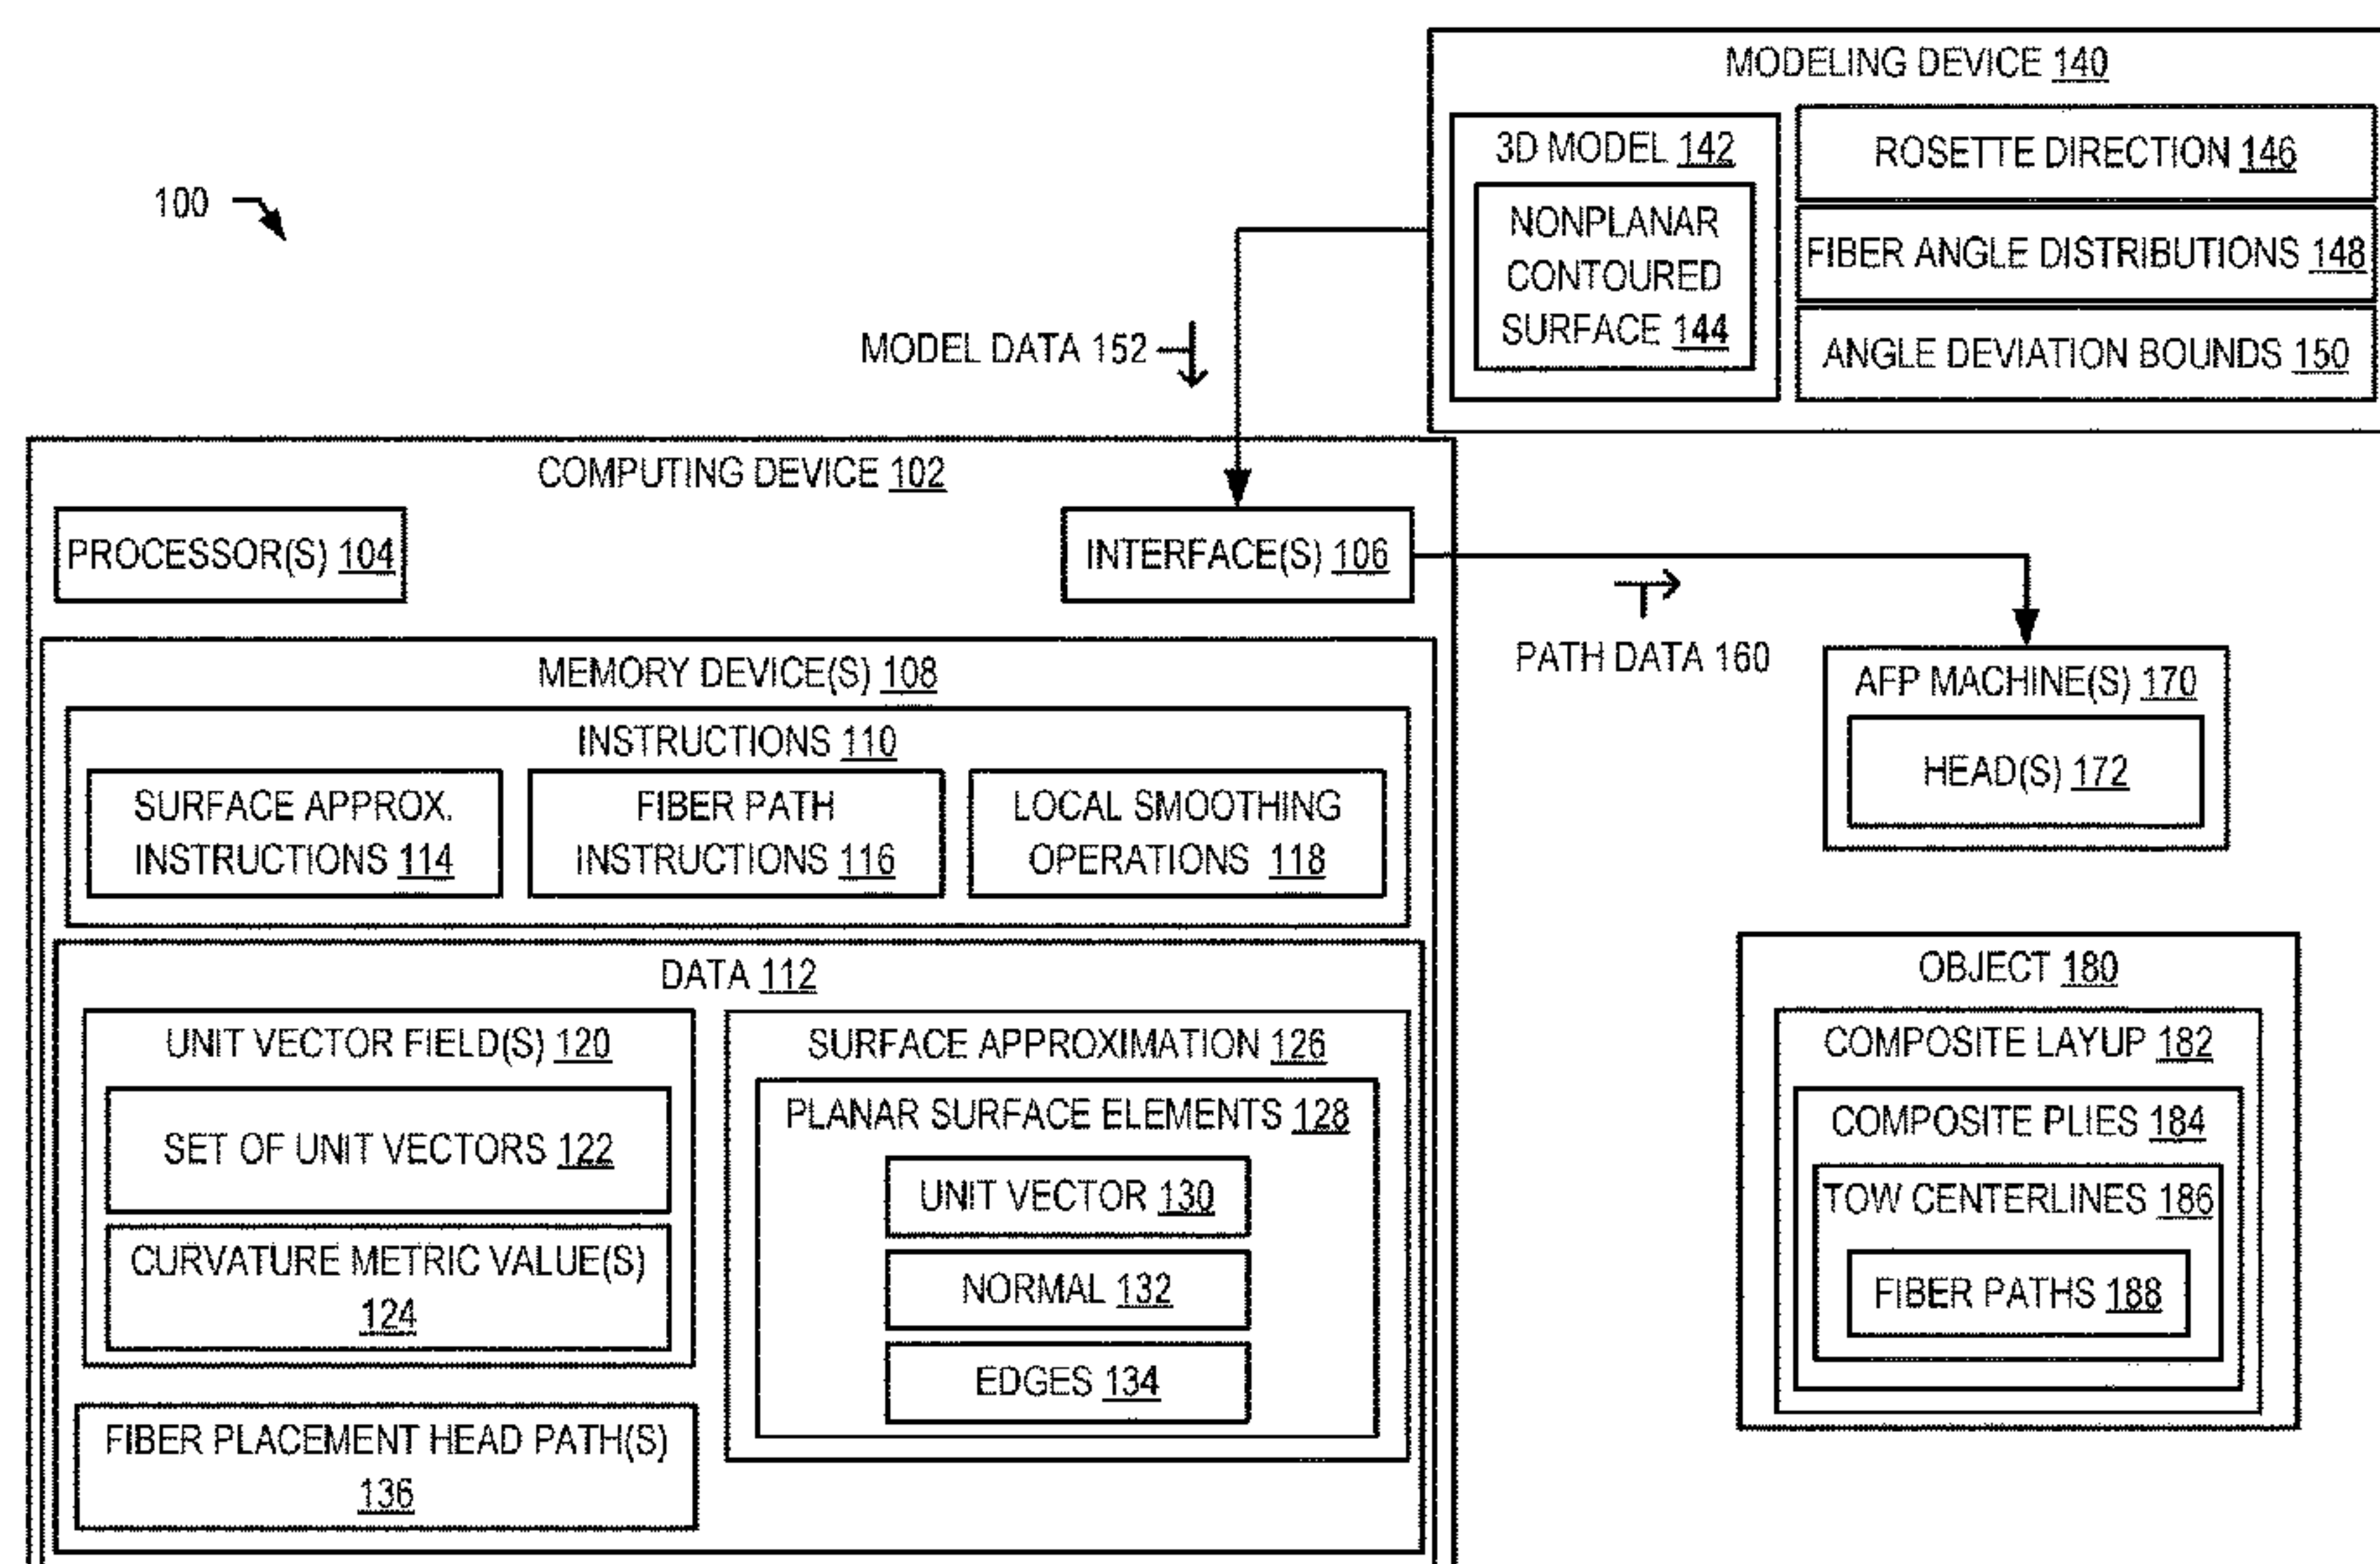 MODELING DEVICE 140
3D MODEL 142
NONPLANAR
CONTOURED
SURFACE 144
ROSETTE DIRECTION 146
FIBER ANGLE DISTRIBUTIONS 148
ANGLE DEVIATION BOUNDS 150
100
MODEL DATA 152
COMPUTING DEVICE 102
PROCESSOR(S) 104
INTERFACE(S) 106
PATH DATA 160
AFP MACHINE(S) 170
HEAD(S) 172
MEMORY DEVICE(S) 108
INSTRUCTIONS 110
SURFACE APPROX.
INSTRUCTIONS 114
FIBER PATH
INSTRUCTIONS 116
LOCAL SMOOTHING
OPERATIONS 118
DATA 112
UNIT VECTOR FIELD(S) 120
SET OF UNIT VECTORS 122
CURVATURE METRIC VALUE(S)
124
FIBER PLACEMENT HEAD PATH(S)
136
SURFACE APPROXIMATION 126
PLANAR SURFACE ELEMENTS 128
UNIT VECTOR 130
NORMAL 132
EDGES 134
OBJECT 180
COMPOSITE LAYUP 182
COMPOSITE PLIES 184
TOW CENTERLINES 186
FIBER PATHS 188